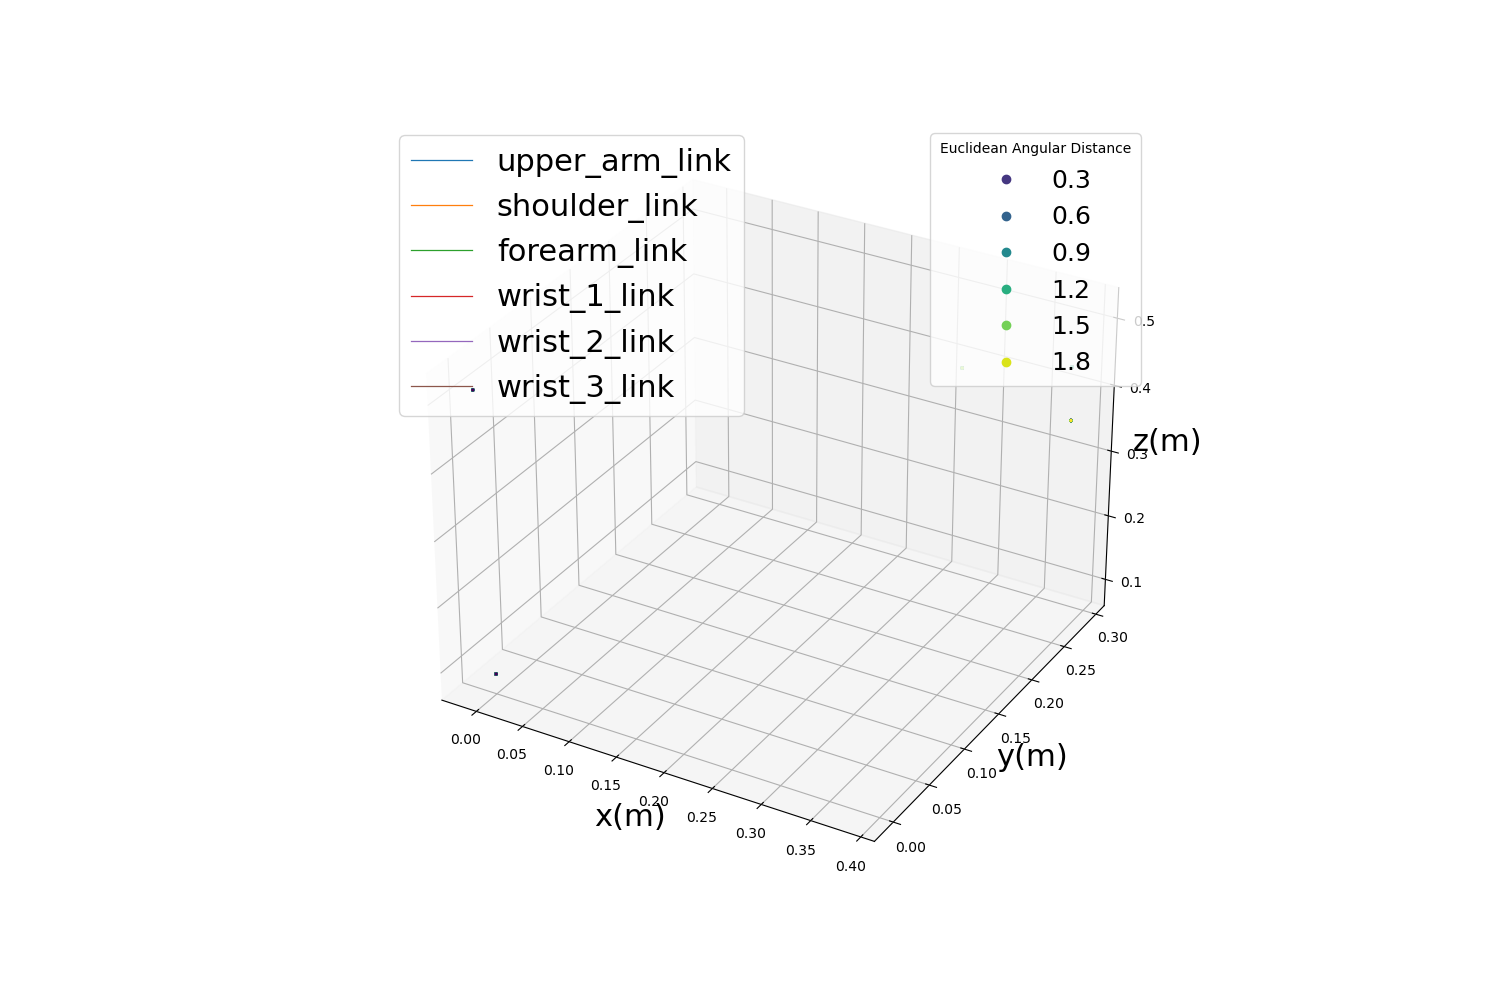 upper_arm_link
shoulder_link
forearm_link
wrist_1_link
wrist_2_link
wrist_3_link
Euclidean Angular Distance
0.3
0.6
0.9
1.2
1.5
1.8
0.5
0.4
0.3
0.2
0.1
z(m)
0.30
0.25
0.20
0.15
0.10
0.05
0.00
y(m)
0.00
0.05
0.10
0.15
0.20
0.25
0.30
0.35
0.40
x(m)